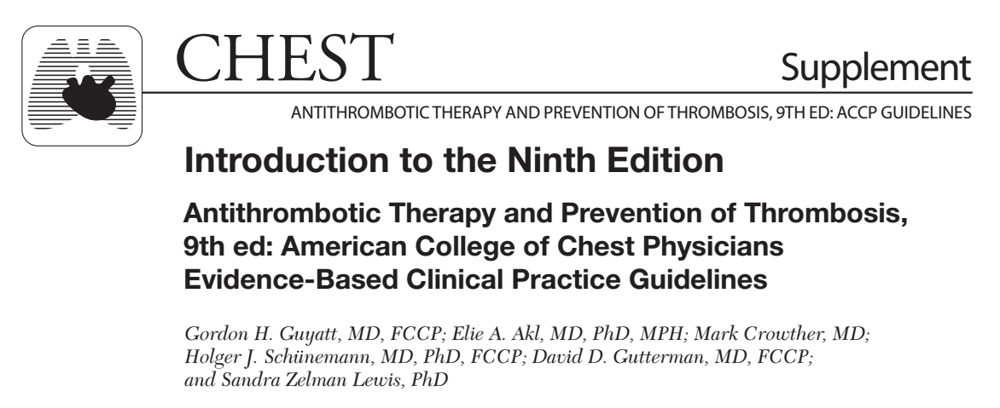 CHEST
Supplement
ANTITHROMBOTIC THERAPY AND PREVENTION OF THROMBOSIS, 9TH ED: ACCP GUIDELINES
Introduction to the Ninth Edition
Antithrombotic Therapy and Prevention of Thrombosis,
9th ed: American College of Chest Physicians
Evidence-Based Clinical Practice Guidelines
Gordon H. Guyatt, MD, FCCP; Elie A. Akl, MD, PhD, MPH; Mark Crowther, MD;
Holger J. Schünemann, MD, PhD, FCCP; David D. Gutterman, MD, FCCP;
and Sandra Zelman Lewis, PhD